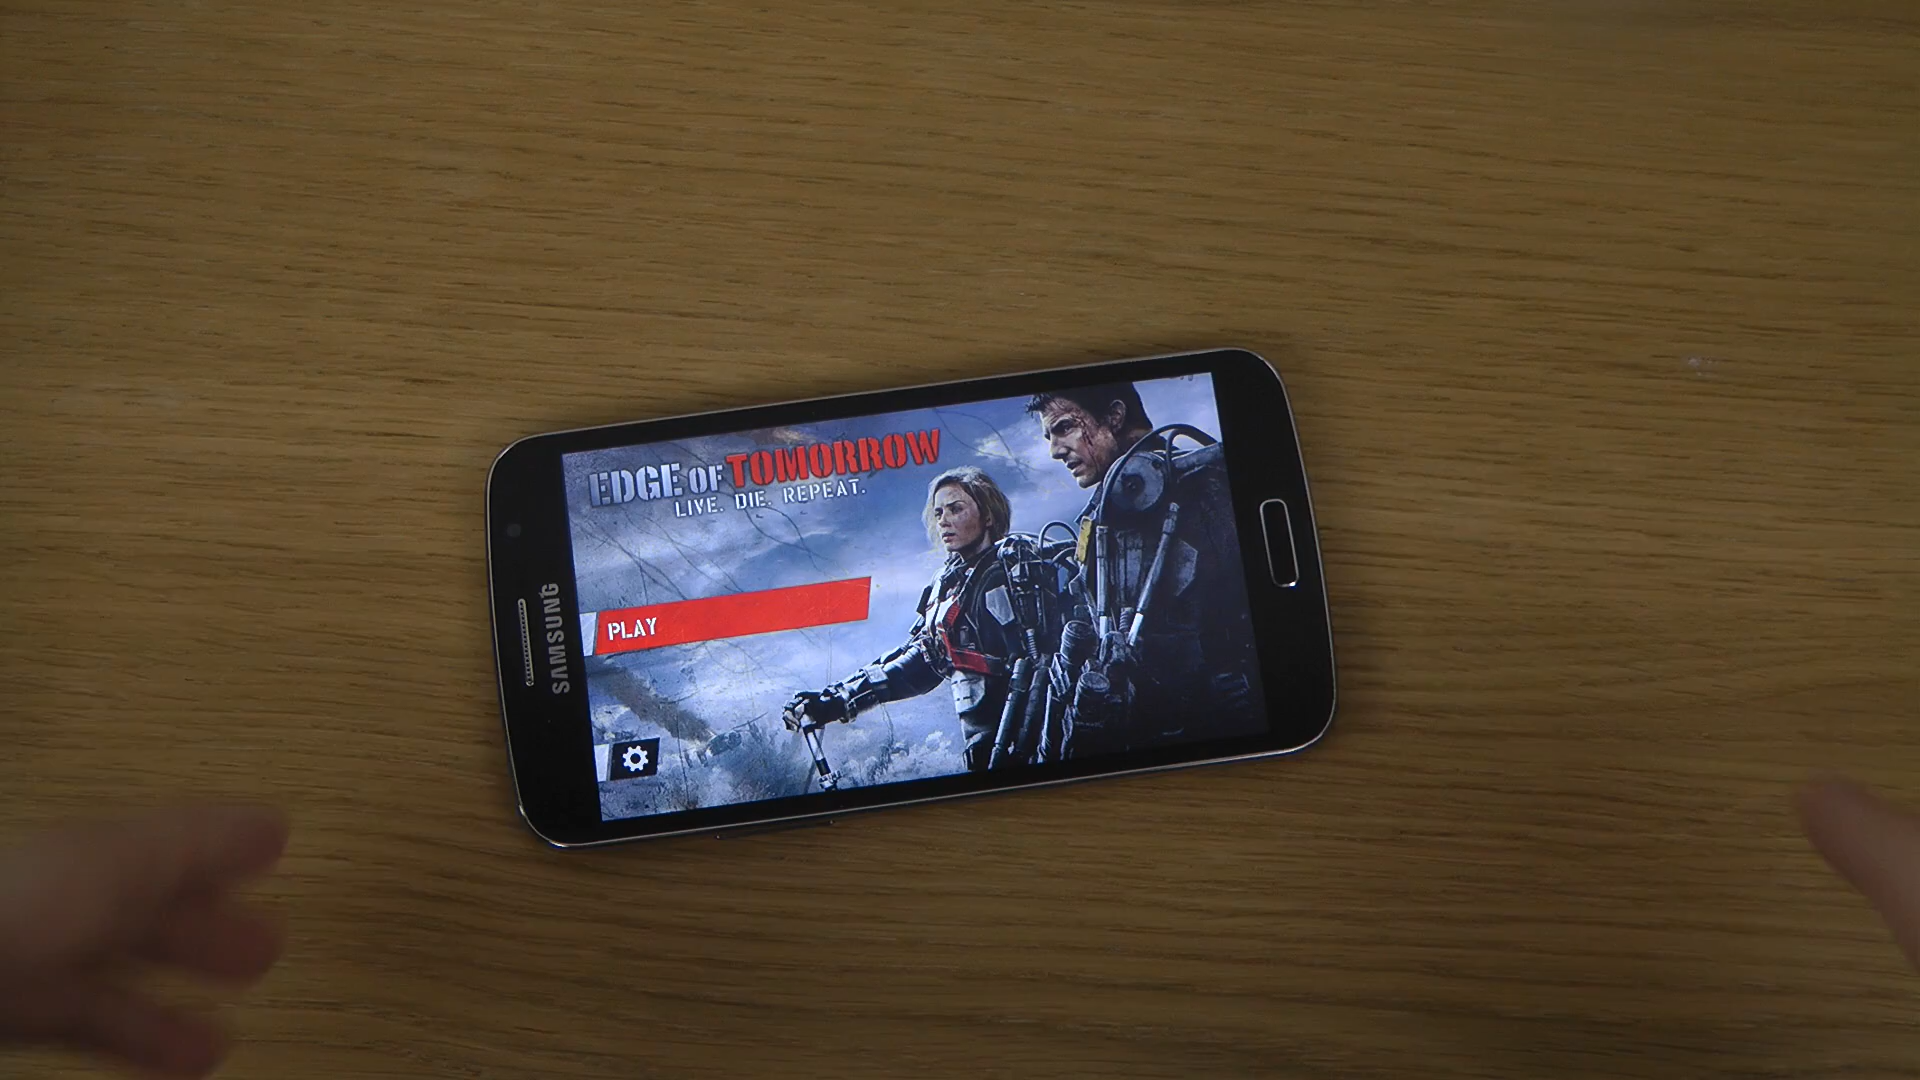 EDGE OF TOMORROW
LIVE. DIE. REPEAT.
PLAY
SAMSUNG